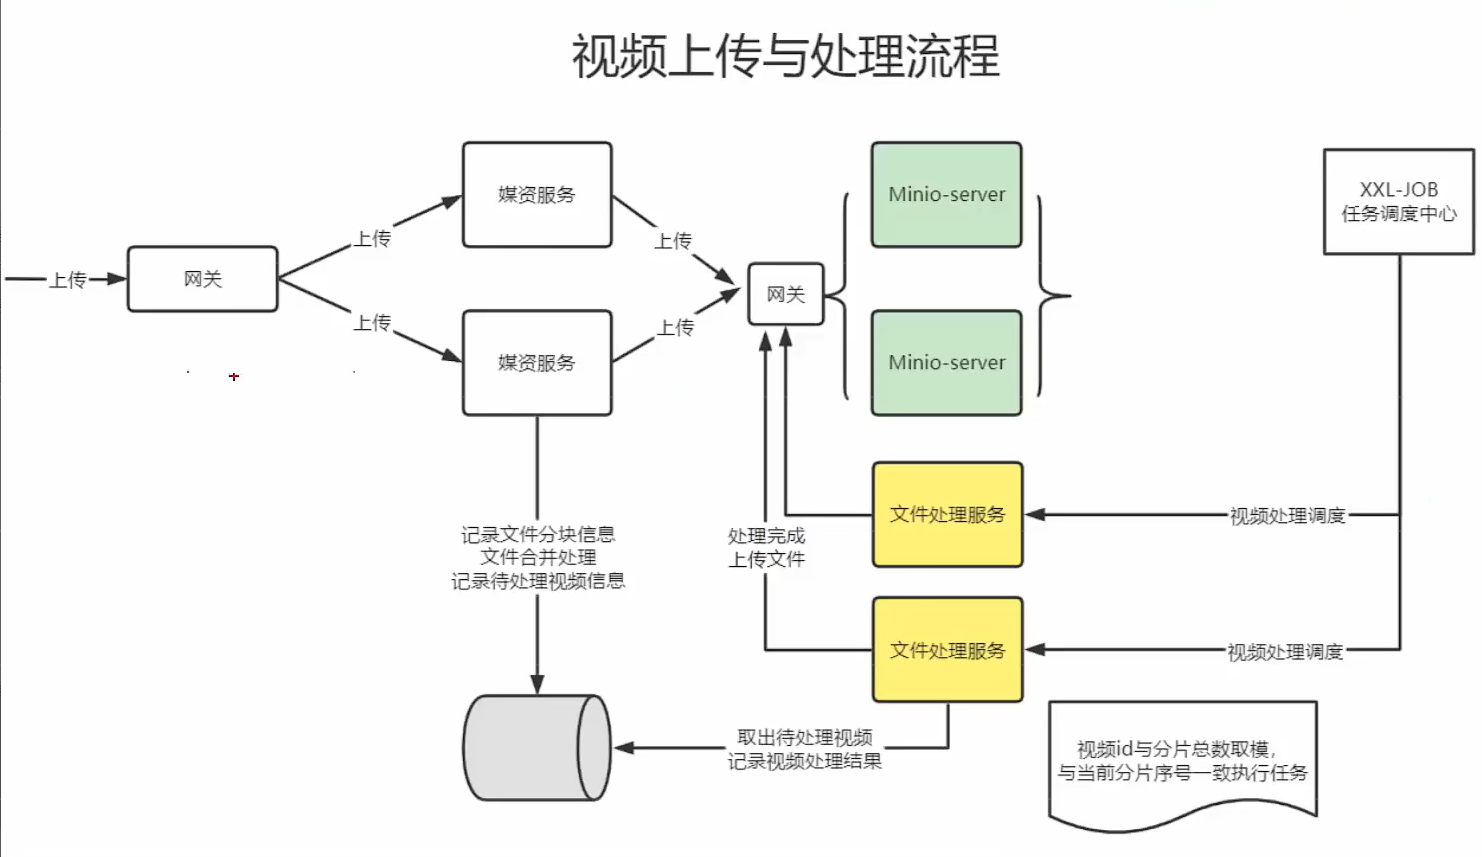 视频上传与处理流程
上传
网关
上传
上传
媒资服务
媒资服务
上传
上传
网关
Minio-server
Minio-server
XXL-JOB
任务调度中心
记录文件分块信息
文件合并处理
记录待处理视频信息
处理完成
上传文件
文件处理服务
视频处理调度
文件处理服务
视频处理调度
取出待处理视频
记录视频处理结果
视频id与分片总数取模,
与当前分片序号一致执行任务